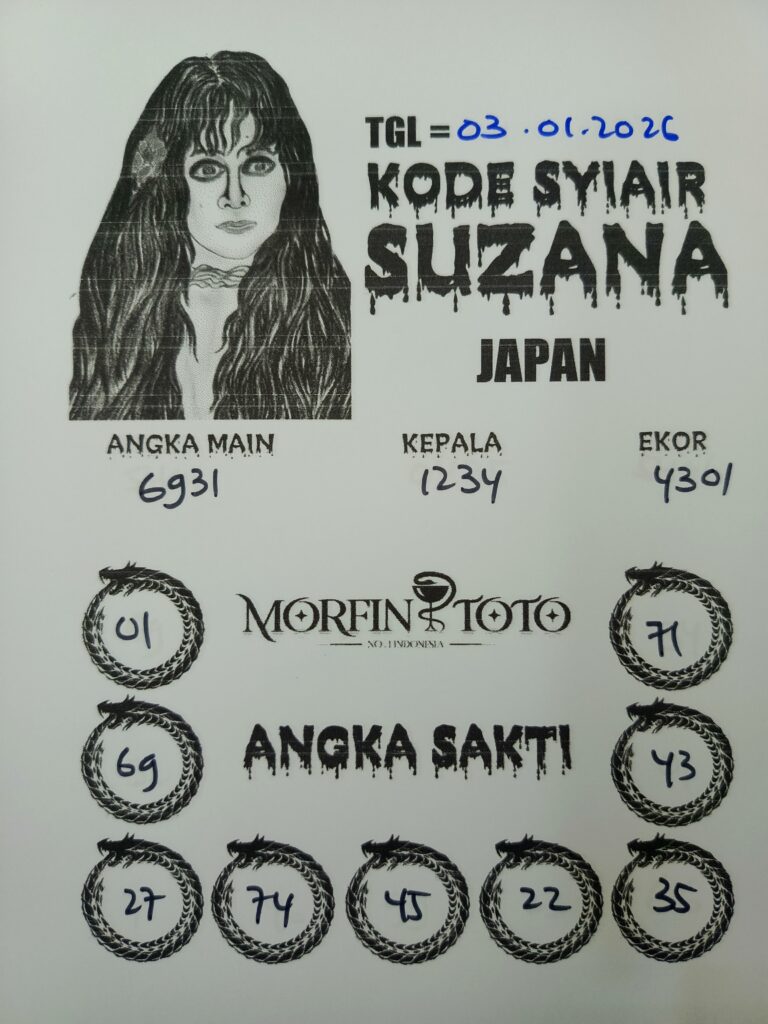 TGL = 03.01.2026
KODE SYIAIR
SUZANA
JAPAN
ANGKA MAIN KEPALA EKOR
6931 1234 4301
01 MORFIN TOTO 71
NO.1 INDONESIA
69 ANGKA SAKTI 43
27 74 45 22 35